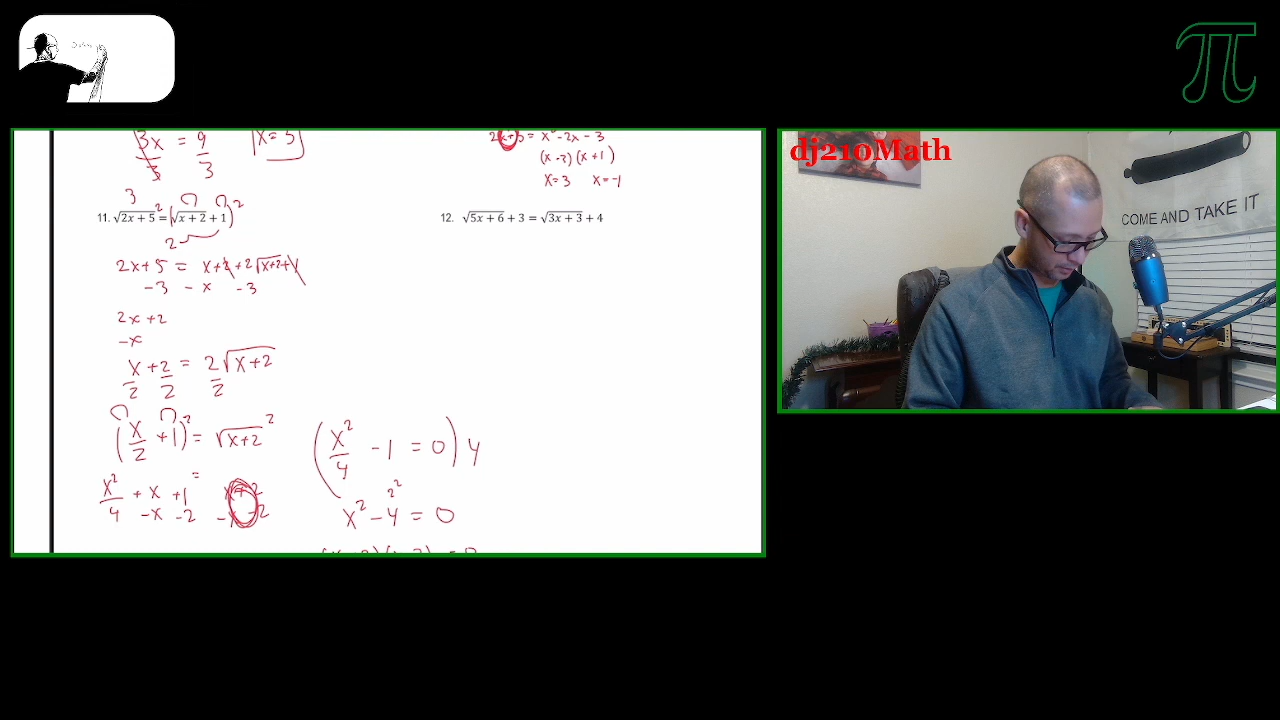 π
dj210Math
COME AND TAKE IT
3x/3 = 9/3
x = 3
2x+3 = x² - 2x - 3
(x - 3)(x + 1)
x = 3 x = -1
11. √2x + 5 = √x + 2 + 1
12. √5x + 6 + 3 = √3x + 3 + 4
2x+5 = x+2+2√x+2+1
-3 - x -3
2x+2
-x
x/2 + 2/2 = 2√x+2/2
(x/2 + 1)² = √x+2²
x²/4 + x + 1 = x+2
-x -2 -x -2
(x²/4 - 1 = 0) 4
x² - 4 = 0